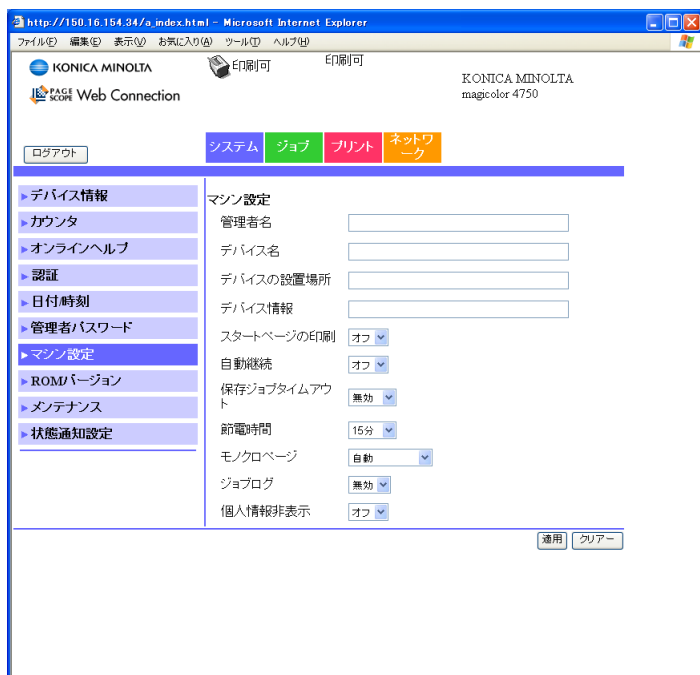 http://150.16.154.34/a_index.html - Microsoft Internet Explorer
ファイル(F) 編集(E) 表示(V) お気に入り(A) ツール(T) ヘルプ(H)
KONICA MINOLTA
印刷可
印刷可
KONICA MINOLTA
magicolor 4750
PAGE SCOPE Web Connection
ログアウト
システム
ジョブ
プリント
ネットワ
ーク
デバイス情報
カウンタ
オンラインヘルプ
認証
日付/時刻
管理者パスワード
マシン設定
ROMバージョン
メンテナンス
状態通知設定
マシン設定
管理者名
デバイス名
デバイスの設置場所
デバイス情報
スタートページの印刷 オフ
自動継続 オフ
保存ジョブタイムアウ
ト
無効
節電時間 15分
モノクロページ 自動
ジョブログ 無効
個人情報非表示 オフ
適用 クリアー